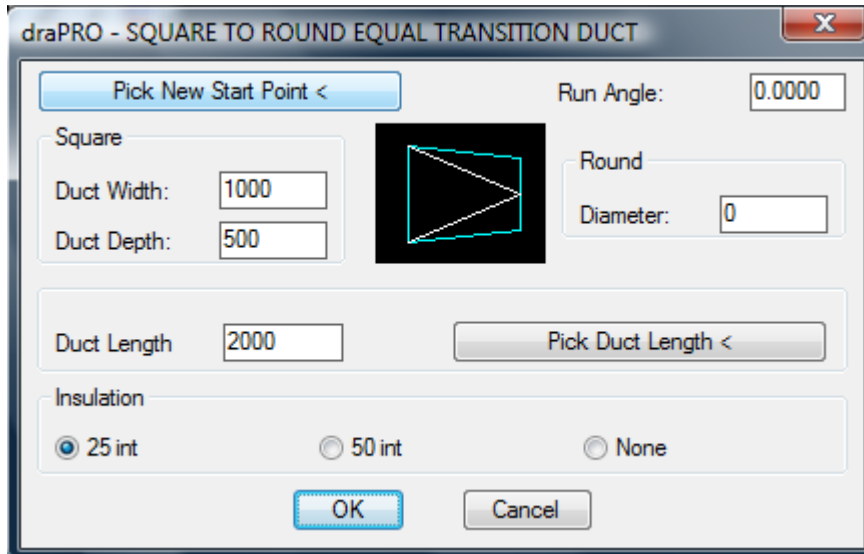 draPRO - SQUARE TO ROUND EQUAL TRANSITION DUCT
Pick New Start Point <
Run Angle: 0.0000
Square
Duct Width: 1000
Duct Depth: 500
Round
Diameter: 0
Duct Length 2000
Pick Duct Length <
Insulation
25 int 50 int None
OK Cancel